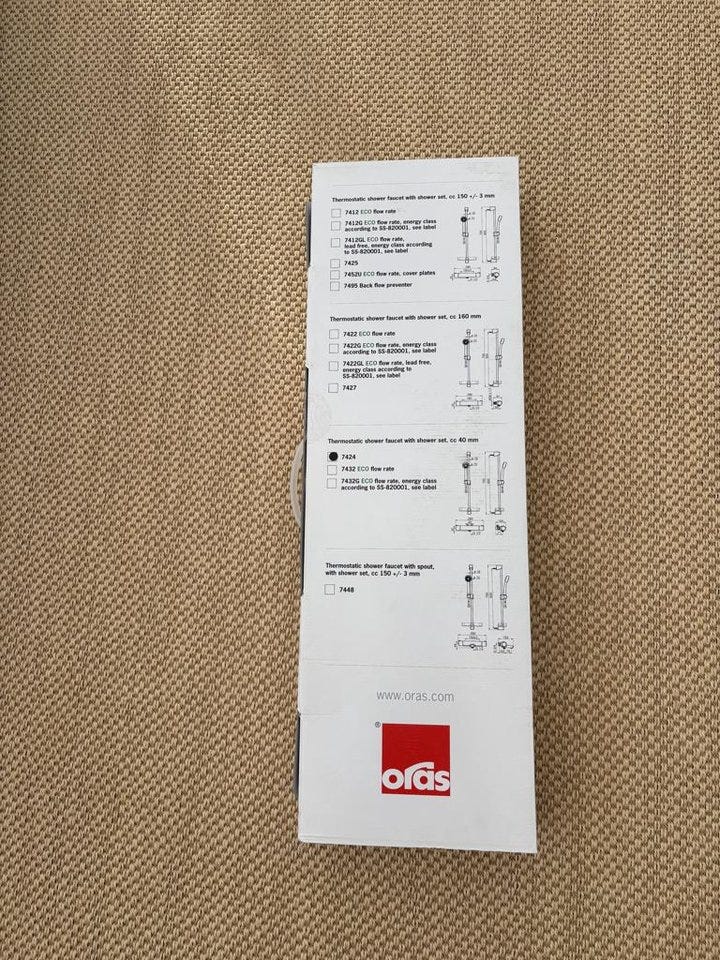 Thermostatic shower faucet with shower set, cc 150 +/- 3 mm
7412 ECO flow rate
7412G ECO flow rate, energy class
according to SS-820001, see label
7412GL ECO flow rate,
lead free, energy class according
to SS-820001, see label
7425
7452U ECO flow rate, cover plates
7495 Back flow preventer
Thermostatic shower faucet with shower set, cc 160 mm
7422 ECO flow rate
7422G ECO flow rate, energy class
according to SS-820001, see label
7422GL ECO flow rate, lead free,
energy class according to
SS-820001, see label
7427
Thermostatic shower faucet with shower set, cc 40 mm
7424
7432 ECO flow rate
7432G ECO flow rate, energy class
according to SS-820001, see label
Thermostatic shower faucet with spout,
with shower set, cc 150 +/- 3 mm
7448
www.oras.com
®
oras